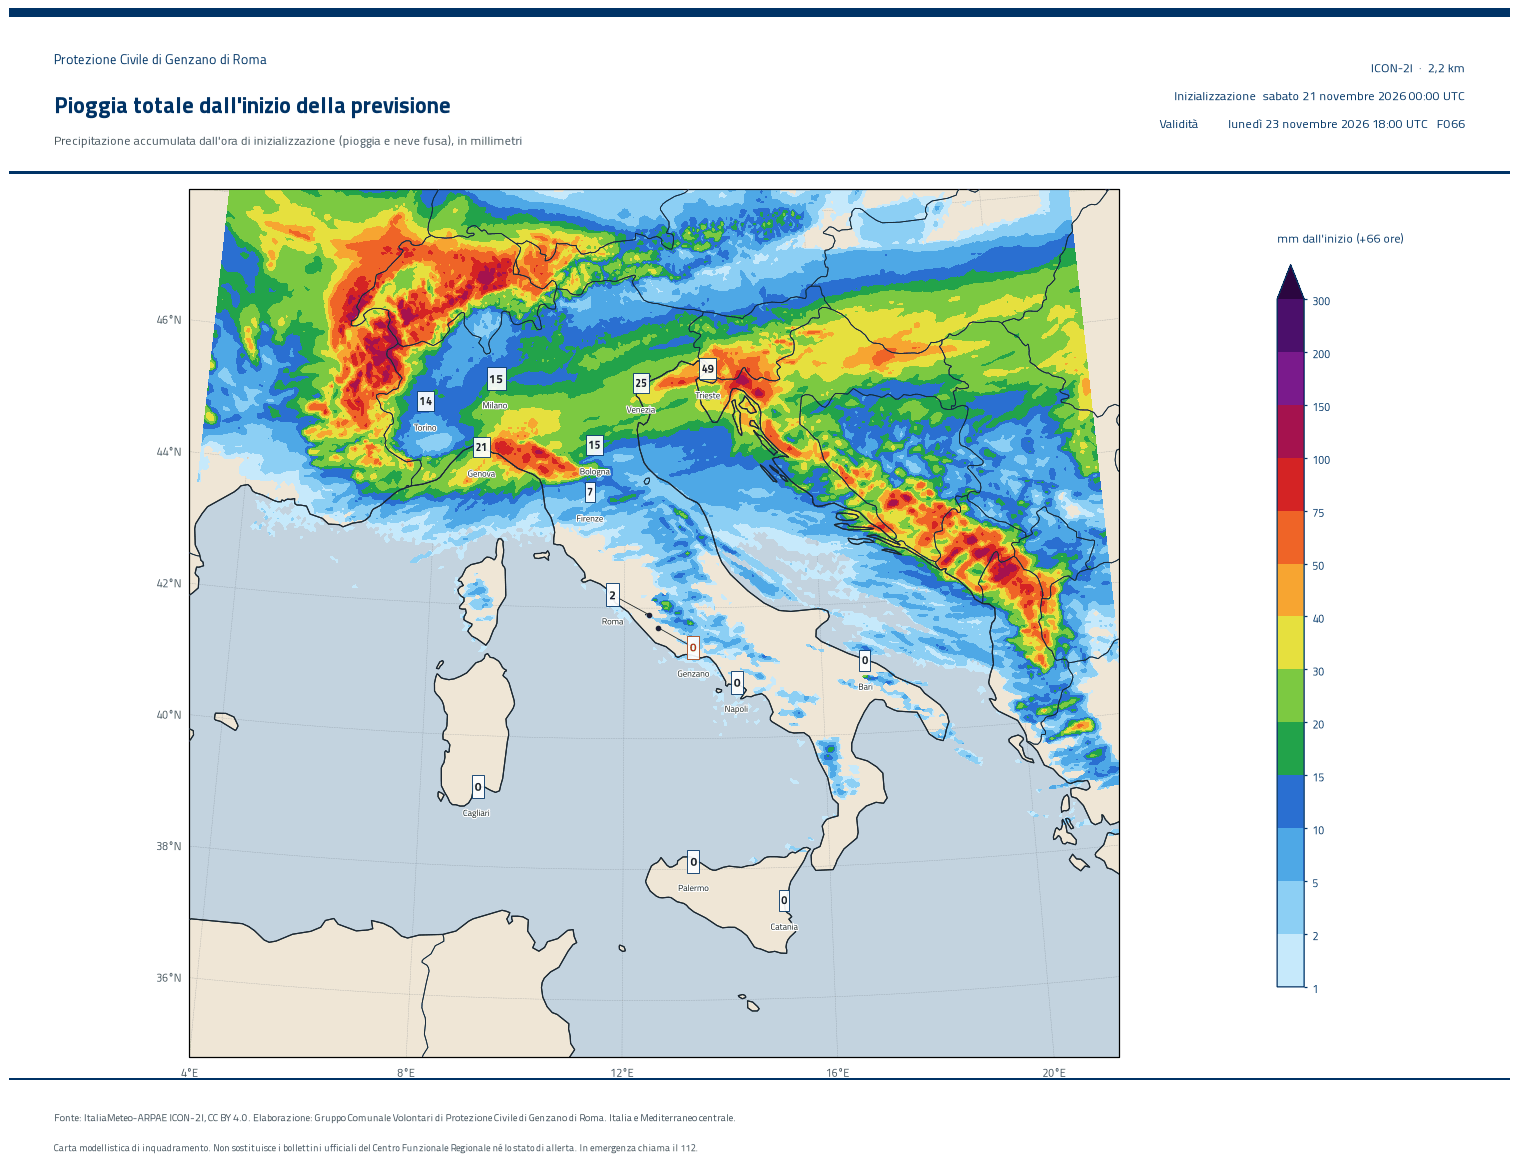 Protezione Civile di Genzano di Roma
Pioggia totale dall'inizio della previsione
Precipitazione accumulata dall'ora di inizializzazione (pioggia e neve fusa), in millimetri
ICON-2I · 2,2 km
Inizializzazione sabato 21 novembre 2026 00:00 UTC
Validità lunedì 23 novembre 2026 18:00 UTC F066
mm dall'inizio (+66 ore)
300
200
150
100
75
50
40
30
20
15
10
5
2
1
46°N
44°N
42°N
40°N
38°N
36°N
4°E
8°E
12°E
16°E
20°E
49
Trieste
15
Milano
25
Venezia
14
Torino
21
Genova
15
Bologna
7
Firenze
2
Roma
0
Genzano
0
Napoli
0
Bari
0
Cagliari
0
Palermo
0
Catania
Fonte: ItaliaMeteo-ARPAE ICON-2I, CC BY 4.0. Elaborazione: Gruppo Comunale Volontari di Protezione Civile di Genzano di Roma. Italia e Mediterraneo centrale.
Carta modellistica di inquadramento. Non sostituisce i bollettini ufficiali del Centro Funzionale Regionale né lo stato di allerta. In emergenza chiama il 112.